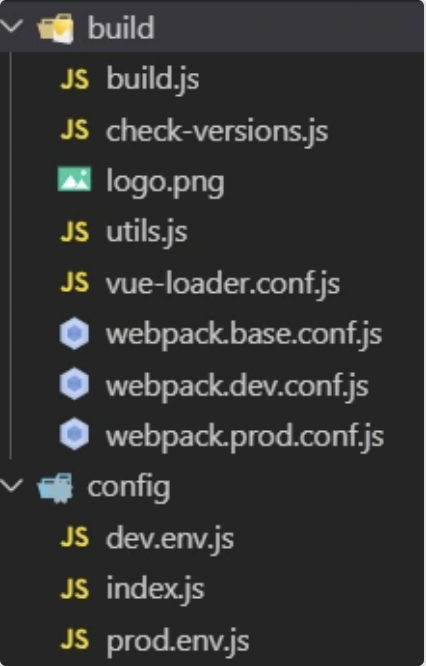 build
JS build.js
JS check-versions.js
logo.png
JS utils.js
JS vue-loader.conf.js
webpack.base.conf.js
webpack.dev.conf.js
webpack.prod.conf.js
config
JS dev.env.js
JS index.js
JS prod.env.js